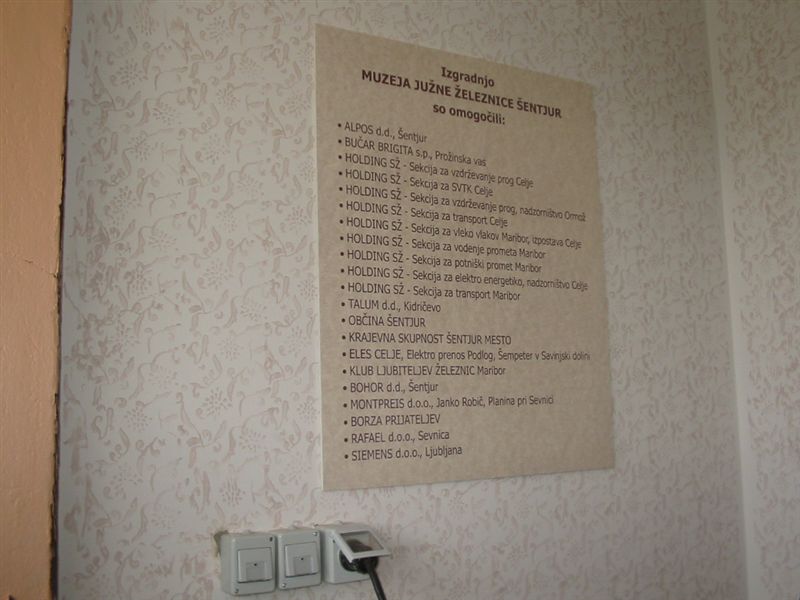 Izgradnjo
MUZEJA JUŽNE ŽELEZNICE ŠENTJUR
so omogočili:
• ALPOS d.d., Šentjur
• BUČAR BRIGITA s.p., Prožinska vas
• HOLDING SŽ - Sekcija za vzdrževanje prog Celje
• HOLDING SŽ - Sekcija za SVTK Celje
• HOLDING SŽ - Sekcija za vzdrževanje prog, nadzorništvo Ormož
• HOLDING SŽ - Sekcija za transport Celje
• HOLDING SŽ - Sekcija za vleko vlakov Maribor, izpostava Celje
• HOLDING SŽ - Sekcija za vodenje prometa Maribor
• HOLDING SŽ - Sekcija za potniški promet Maribor
• HOLDING SŽ - Sekcija za elektro energetiko, nadzorništvo Celje
• HOLDING SŽ - Sekcija za transport Maribor
• TALUM d.d., Kidričevo
• OBČINA ŠENTJUR
• KRAJEVNA SKUPNOST ŠENTJUR MESTO
• ELES CELJE, Elektro prenos Podlog, Šempeter v Savinjski dolini
• KLUB LJUBITELJEV ŽELEZNIC Maribor
• BOHOR d.d., Šentjur
• MONTPREIS d.o.o., Janko Robič, Planina pri Sevnici
• BORZA PRIJATELJEV
• RAFAEL d.o.o., Sevnica
• SIEMENS d.o.o., Ljubljana